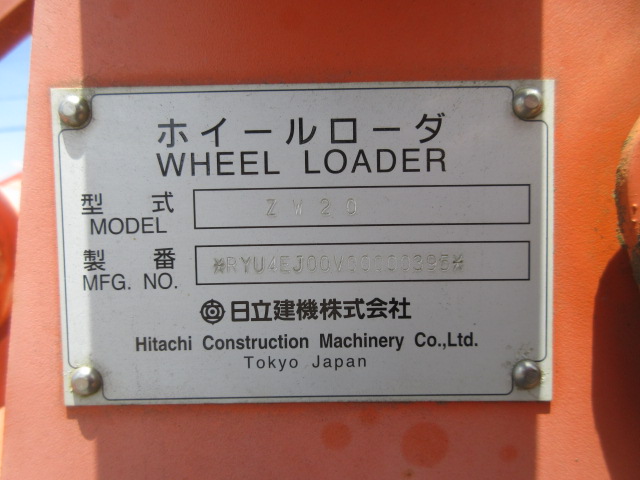 ホイールローダ
WHEEL LOADER
型式 ZW20
MODEL
製番
MFG. NO.
日立建機株式会社
Hitachi Construction Machinery Co.,Ltd.
Tokyo Japan